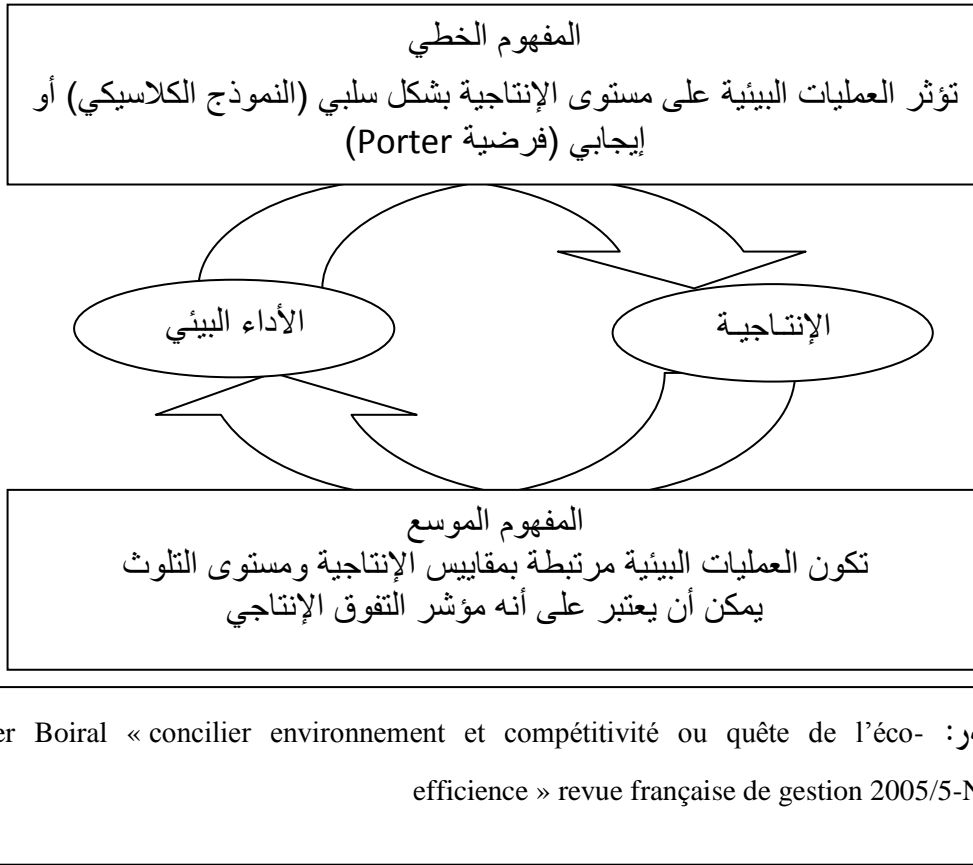 المفهوم الخطي
تؤثر العمليات البيئية على مستوى الإنتاجية بشكل سلبي (النموذج الكلاسيكي) أو
إيجابي (فرضية Porter)
الأداء البيئي
الإنتـاجيـة
المفهوم الموسع
تكون العمليات البيئية مرتبطة بمقاييس الإنتاجية ومستوى التلوث
يمكن أن يعتبر على أنه مؤشر التفوق الإنتاجي
Boiral « concilier environnement et compétitivité ou quête de l’éco-
efficience » revue française de gestion 2005/5-N